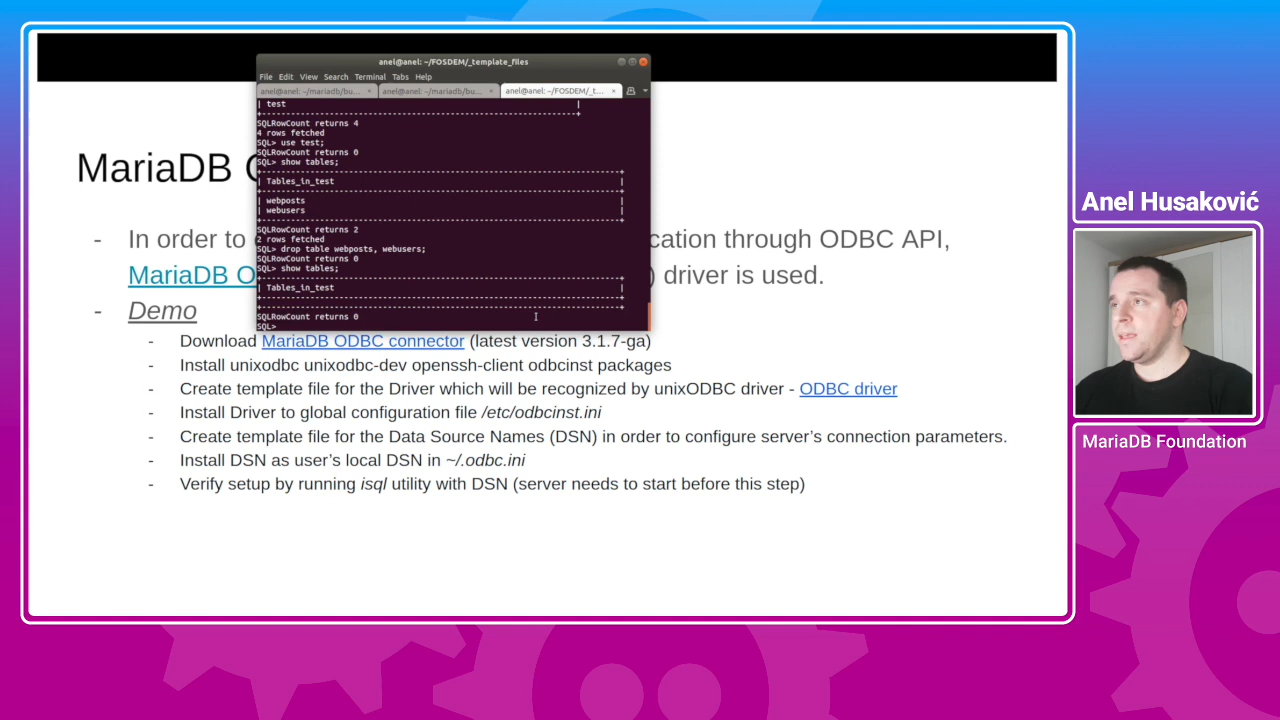 anel@anel: ~/FOSDEM/_template_files
File Edit View Search Terminal Tabs Help
anel@anel: ~/mariadb/bu... × anel@anel: ~/mariadb/bu... × anel@anel: ~/FOSDEM/_t... ×
| test |
+---------------------------------------------------------------+
SQLRowCount returns 4
4 rows fetched
SQL> use test;
SQLRowCount returns 0
SQL> show tables;
+-------------------------------------------------------------------------+
| Tables_in_test |
+-------------------------------------------------------------------------+
| webposts |
| webusers |
+-------------------------------------------------------------------------+
SQLRowCount returns 2
2 rows fetched
SQL> drop table webposts, webusers;
SQLRowCount returns 0
SQL> show tables;
+-------------------------------------------------------------------------+
| Tables_in_test |
+-------------------------------------------------------------------------+
+-------------------------------------------------------------------------+
SQLRowCount returns 0
SQL>
MariaDB
- In order to cation through ODBC API,
MariaDB O ) driver is used.
- Demo
- Download MariaDB ODBC connector (latest version 3.1.7-ga)
- Install unixodbc unixodbc-dev openssh-client odbcinst packages
- Create template file for the Driver which will be recognized by unixODBC driver - ODBC driver
- Install Driver to global configuration file /etc/odbcinst.ini
- Create template file for the Data Source Names (DSN) in order to configure server's connection parameters.
- Install DSN as user's local DSN in ~/.odbc.ini
- Verify setup by running isql utility with DSN (server needs to start before this step)
Anel Husaković
MariaDB Foundation